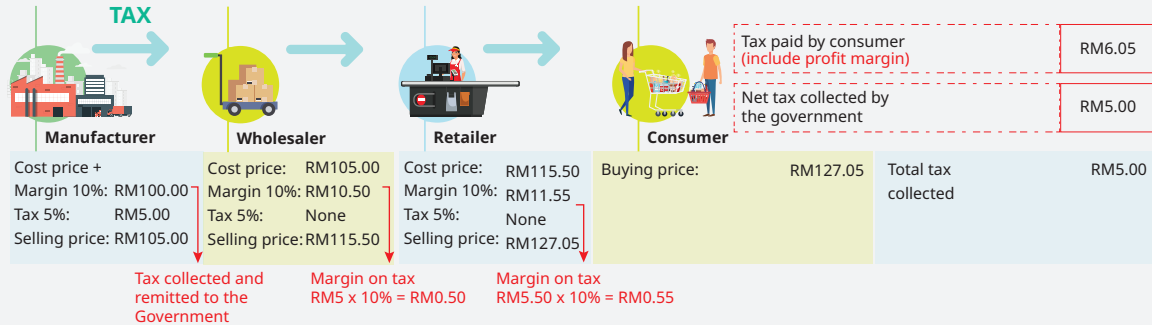 TAX
Tax paid by consumer
(include profit margin)
RM6.05
Net tax collected by
the government
RM5.00
Manufacturer
Wholesaler
Retailer
Consumer
Cost price +
Margin 10%: RM100.00
Tax 5%: RM5.00
Selling price: RM105.00
Cost price: RM105.00
Margin 10%: RM10.50
Tax 5%: None
Selling price: RM115.50
Cost price: RM115.50
Margin 10%: RM11.55
Tax 5%: None
Selling price: RM127.05
Buying price: RM127.05
Total tax RM5.00
collected
Tax collected and
remitted to the
Government
Margin on tax
RM5 x 10% = RM0.50
Margin on tax
RM5.50 x 10% = RM0.55